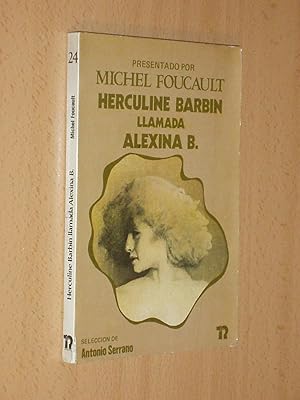 24
Michel Foucault
Herculine Barbin llamada Alexina B.
PRESENTADO POR
MICHEL FOUCAULT
HERCULINE BARBIN
LLAMADA
ALEXINA B.
SELECCION DE
Antonio Serrano